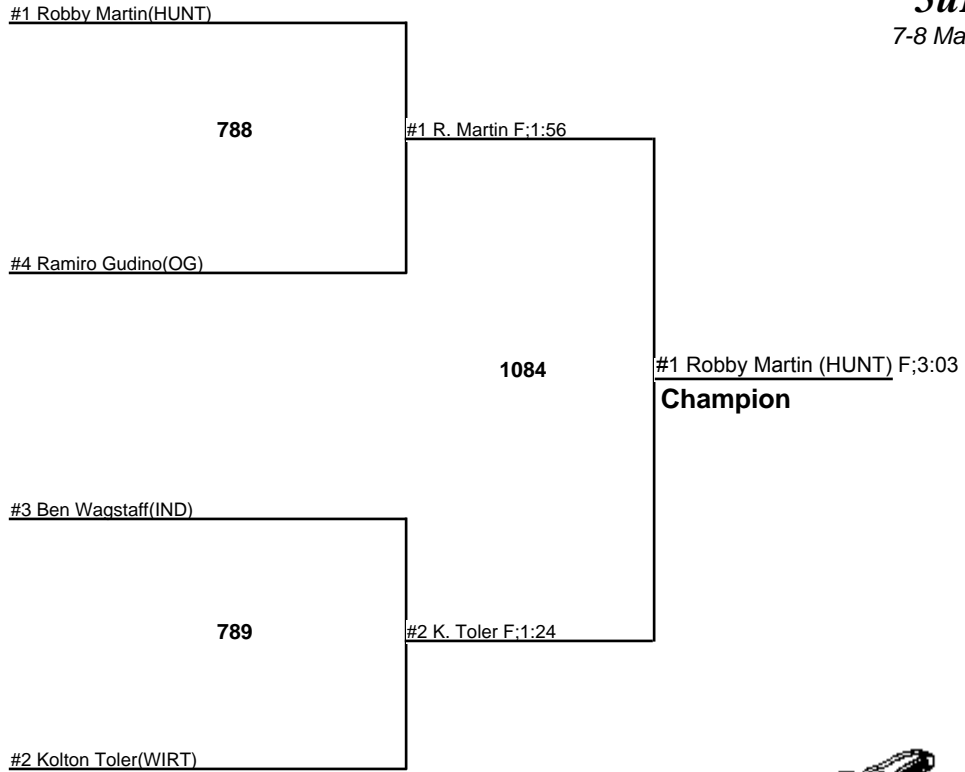 #1 Robby Martin(HUNT)
7-8 
788
#1 R. Martin F;1:56
#4 Ramiro Gudino(OG)
1084
#1 Robby Martin (HUNT) F;3:03
Champion
#3 Ben Wagstaff(IND)
789
#2 K. Toler F;1:24
#2 Kolton Toler(WIRT)